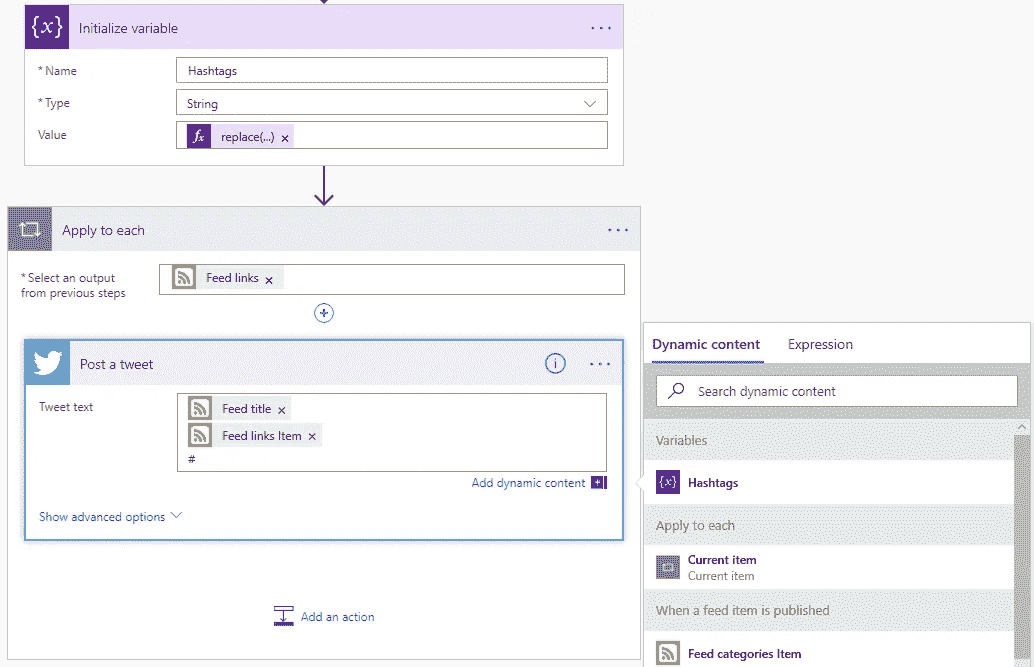 {x} Initialize variable ...
* Name Hashtags
* Type String
Value fx replace(...) ×
Apply to each ...
* Select an output
from previous steps
Feed links ×
Post a tweet i ...
Tweet text
Feed title ×
Feed links Item ×
#
Add dynamic content +
Show advanced options
Add an action
Dynamic content Expression
Search dynamic content
Variables
{x} Hashtags
Apply to each
Current item
Current item
When a feed item is published
Feed categories Item